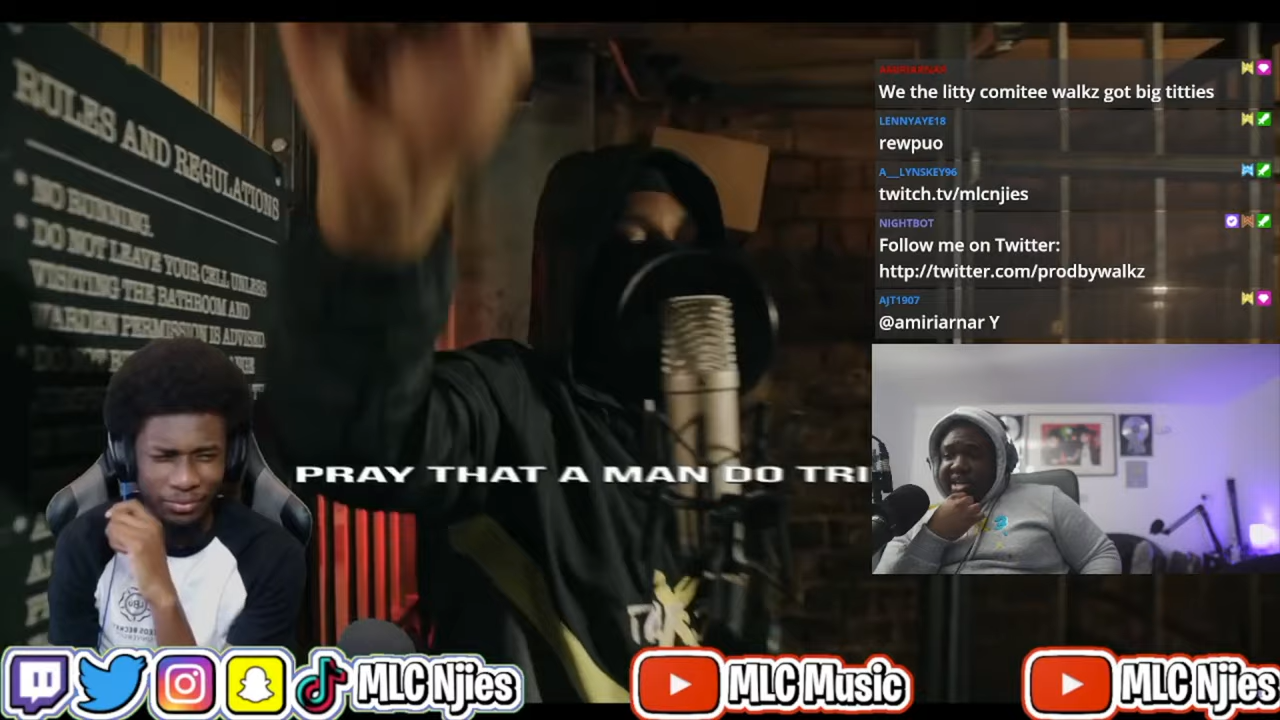 RULES AND REGULATIONS
* NO RUNNING.
* DO NOT LEAVE YOUR CELL UNLESS
VISITING THE BATHROOM AND
WARDEN PERMISSION IS ADVISED
PRAY THAT A MAN DO TRI
We the litty comitee walkz got big titties
LENNYAYE18
rewpuo
A__LYNSKEY96
twitch.tv/mlcnjies
NIGHTBOT
Follow me on Twitter:
http://twitter.com/prodbywalkz
AJT1907
@amiriarnar Y
MLC Njies
MLC Music
MLC Njies